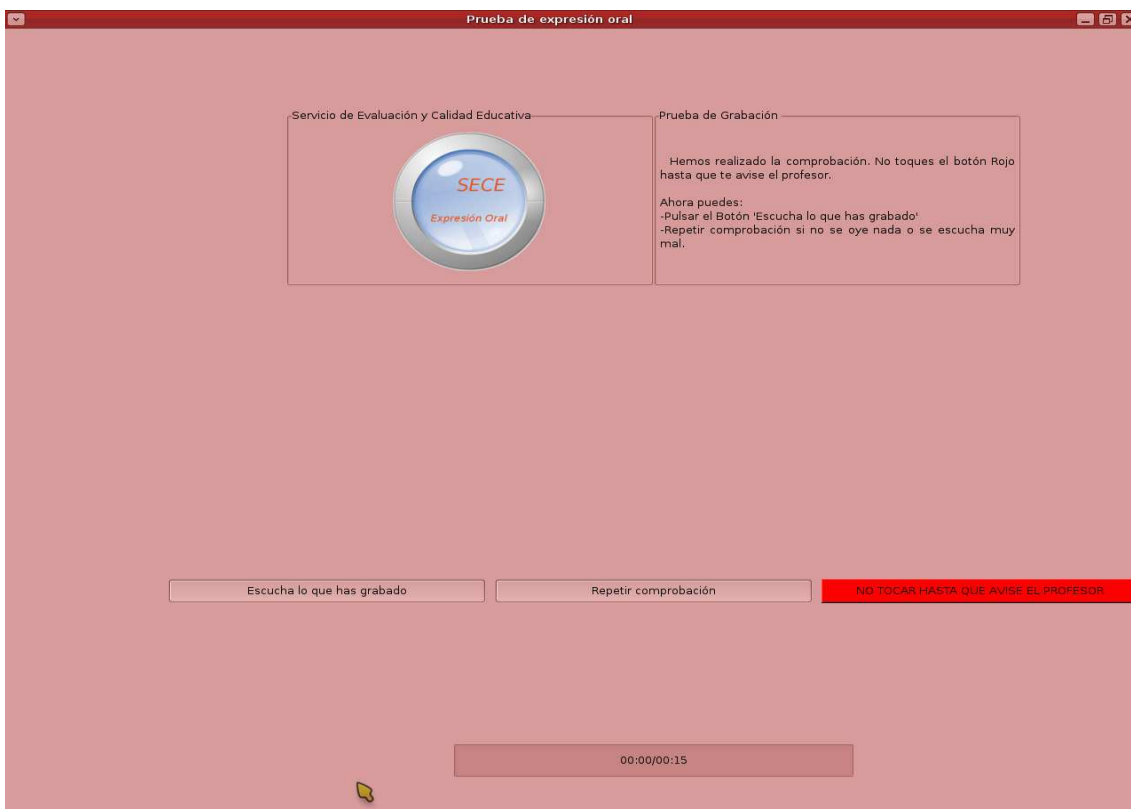 Prueba de expresión oral
Servicio de Evaluación y Calidad Educativa
SECE
Expresión Oral
Prueba de Grabación
Hemos realizado la comprobación. No toques el botón Rojo
hasta que te avise el profesor.
Ahora puedes:
-Pulsar el Botón 'Escucha lo que has grabado'
-Repetir comprobación si no se oye nada o se escucha muy
mal.
Escucha lo que has grabado
Repetir comprobación
NO TOCAR HASTA QUE AVISE EL PROFESOR
00:00/00:15